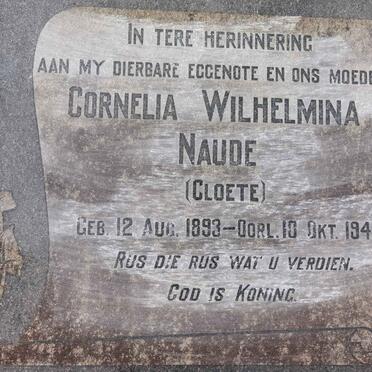 IN TERE HERINNERING
AAN MY DIERBARE EGGENOTE EN ONS MOEDE
CORNELIA WILHELMINA
NAUDE
(CLOETE)
GEB. 12 AUG. 1893-OORL. 10 OKT. 194
RUS DIE RUS WAT U VERDIEN.
GOD IS KONING.